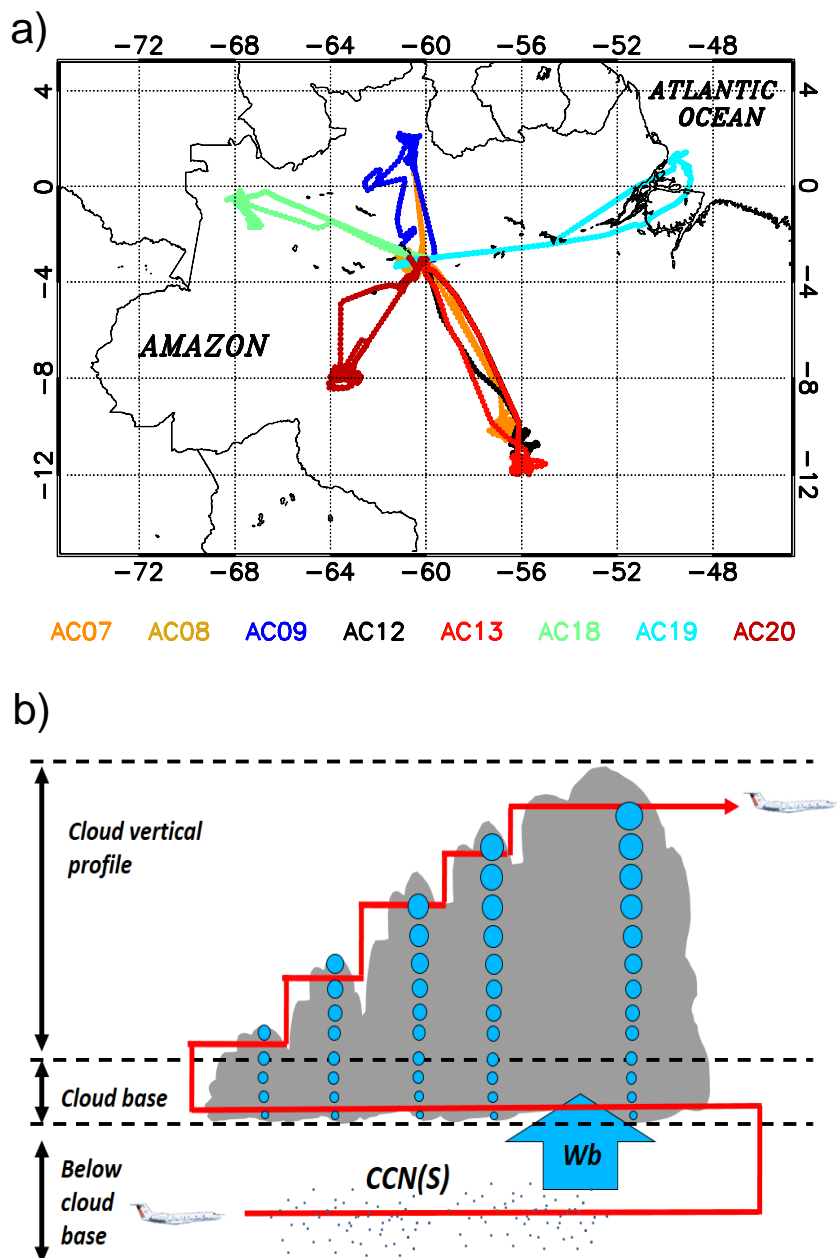 a)
−72 −68 −64 −60 −56 −52 −48
4 0 −4 −8 −12
ATLANTIC
OCEAN
AMAZON
4 0 −4 −8 −12
−72 −68 −64 −60 −56 −52 −48
AC07 AC08 AC09 AC12 AC13 AC18 AC19 AC20
b)
Cloud vertical
profile
Cloud base
Below
cloud
base
CCN(S)
Wb